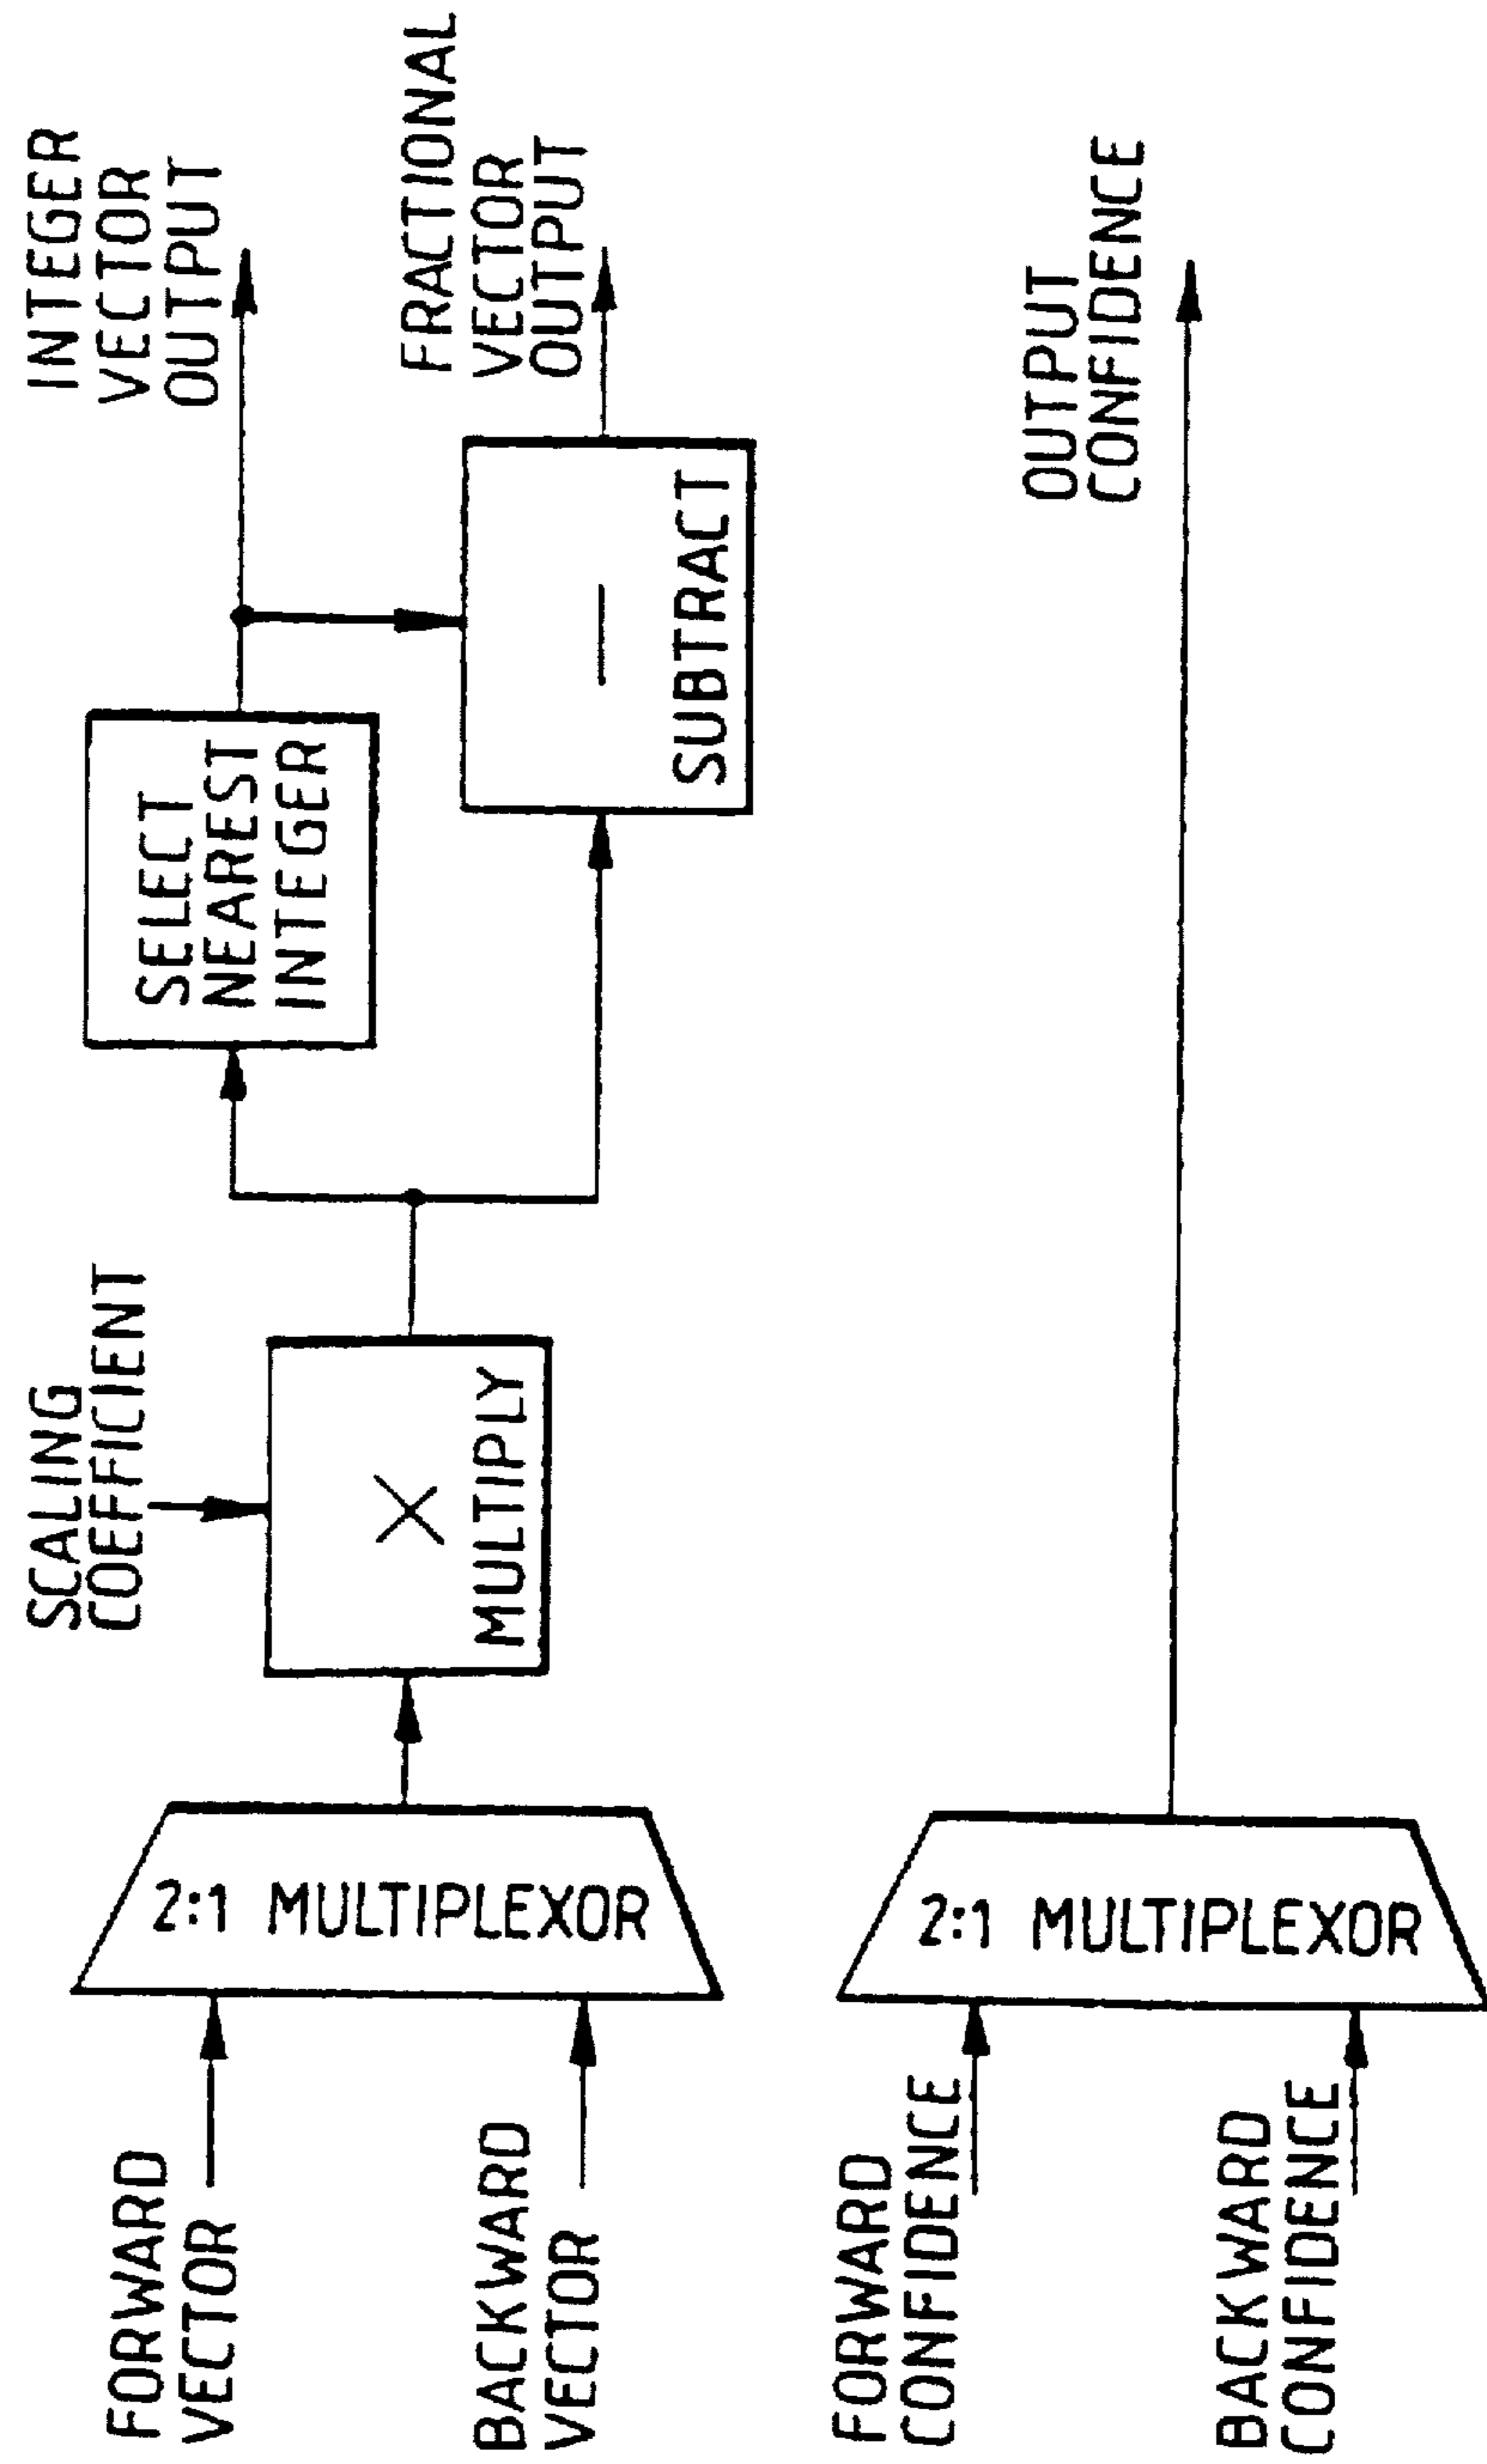 FORWARD
VECTOR
BACKWARD
VECTOR
2:1 MULTIPLEXOR
SCALING
COEFFICIENT
×
MULTIPLY
SELECT
NEAREST
INTEGER
—
SUBTRACT
INTEGER
VECTOR
OUTPUT
FRACTIONAL
VECTOR
OUTPUT
FORWARD
CONFIDENCE
BACKWARD
CONFIDENCE
2:1 MULTIPLEXOR
OUTPUT
CONFIDENCE